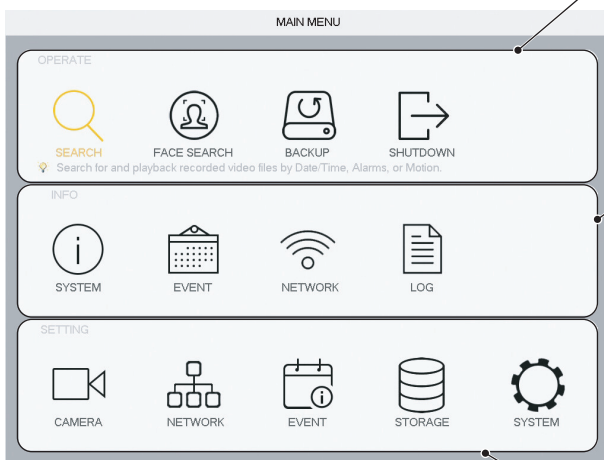 MAIN MENU
OPERATE
SEARCH FACE SEARCH BACKUP SHUTDOWN
Search for and playback recorded video files by Date/Time, Alarms, or Motion.
INFO
SYSTEM EVENT NETWORK LOG
SETTING
CAMERA NETWORK EVENT STORAGE SYSTEM